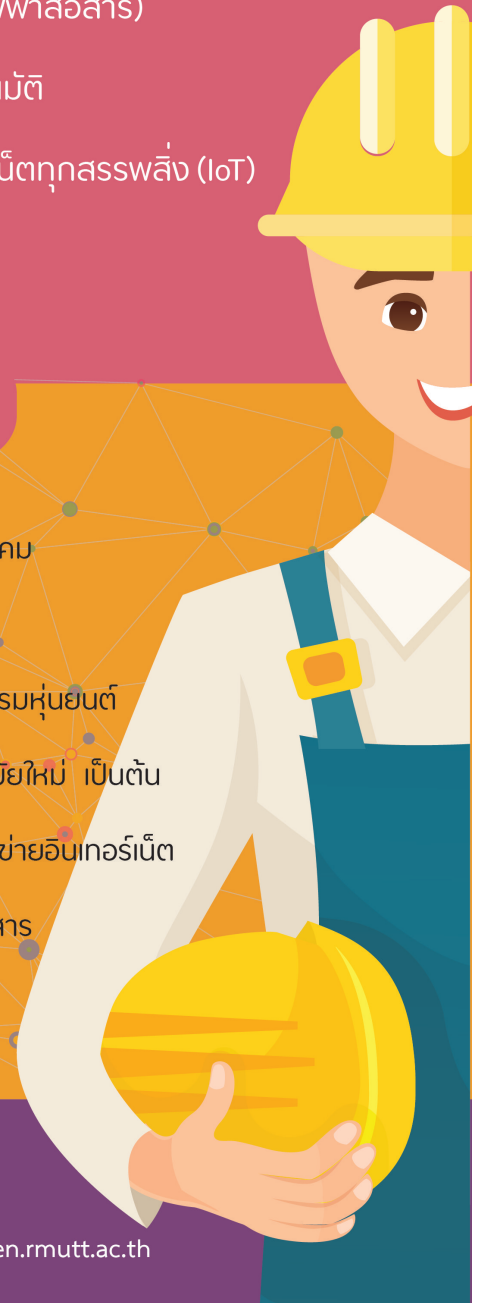 ฟ้าสื่อสาร)
นมัติ
น็ตทุกสรรพสิ่ง (IoT)
คม
รมหุ่นยนต์
มัยใหม่ เป็นต้น
ข่ายอินเทอร์เน็ต
สาร
en.rmutt.ac.th